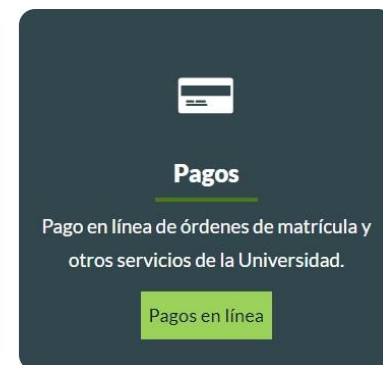 Pagos
Pago en línea de órdenes de matrícula y
otros servicios de la Universidad.
Pagos en línea